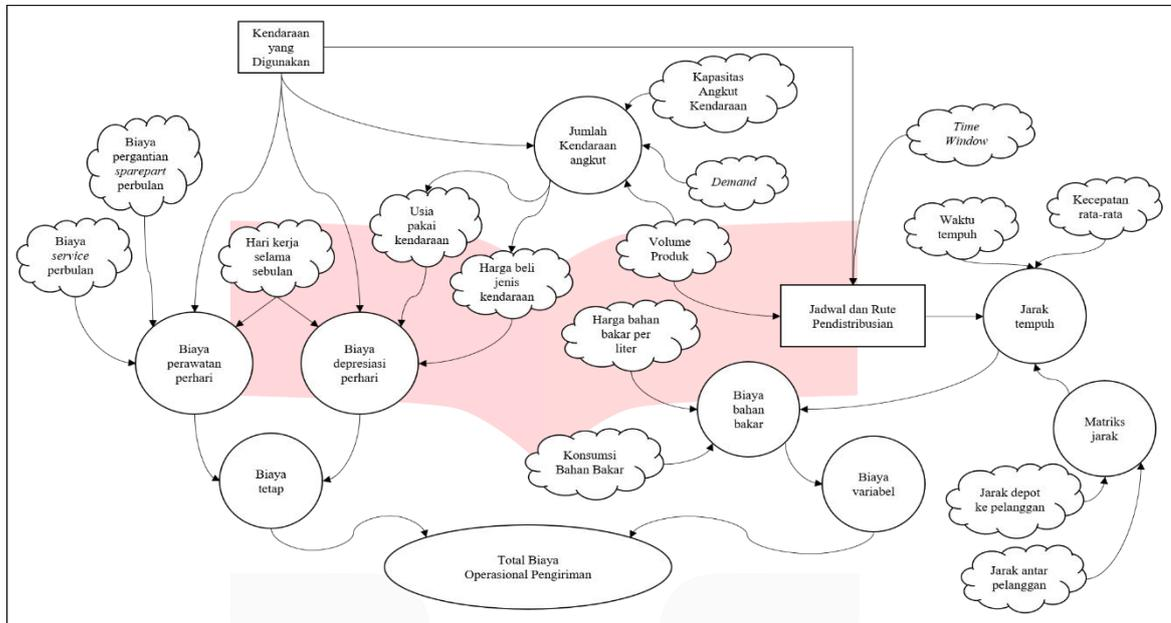 Kendaraan
yang
Digunakan
Kapasitas
Angkut
Kendaraan
Biaya
pergantian
sparepart
perbulan
Jumlah
Kendaraan
angkut
Time
Window
Demand
Usia
pakai
kendaraan
Waktu
tempuh
Kecepatan
rata-rata
Biaya
service
perbulan
Hari kerja
selama
sebulan
Volume
Produk
Harga beli
jenis
kendaraan
Harga bahan
bakar per
liter
Jadwal dan Rute
Pendistribusian
Jarak
tempuh
Biaya
perawatan
perhari
Biaya
depresiasi
perhari
Biaya
bahan
bakar
Matriks
jarak
Konsumsi
Bahan Bakar
Biaya
tetap
Biaya
variabel
Jarak depot
ke pelanggan
Total Biaya
Operasional Pengiriman
Jarak antar
pelanggan